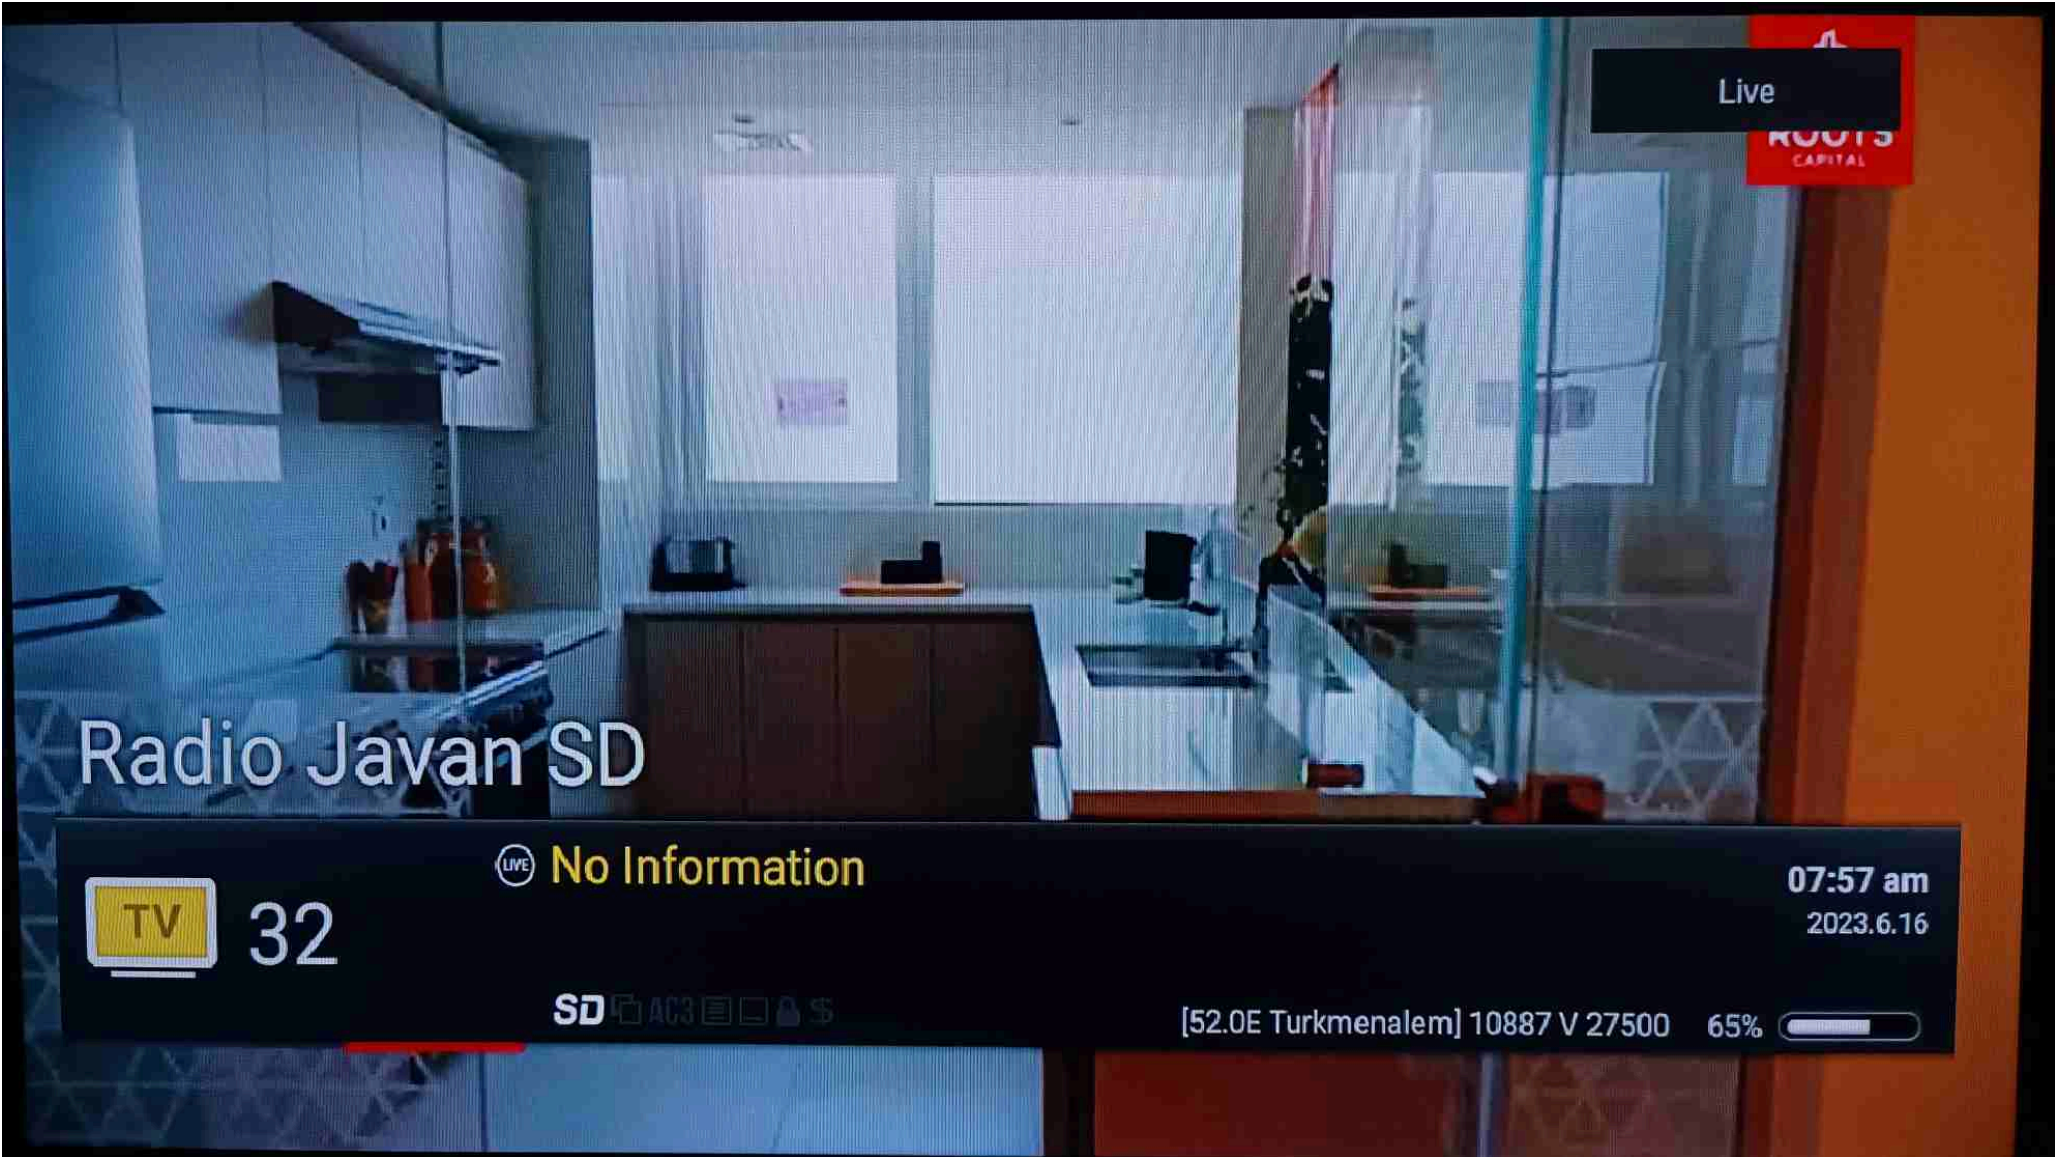 Live
ROOTS
CAPITAL
Radio Javan SD
LIVE No Information
TV 32
07:57 am
2023.6.16
SD AC3 $
[52.0E Turkmenalem] 10887 V 27500 65%